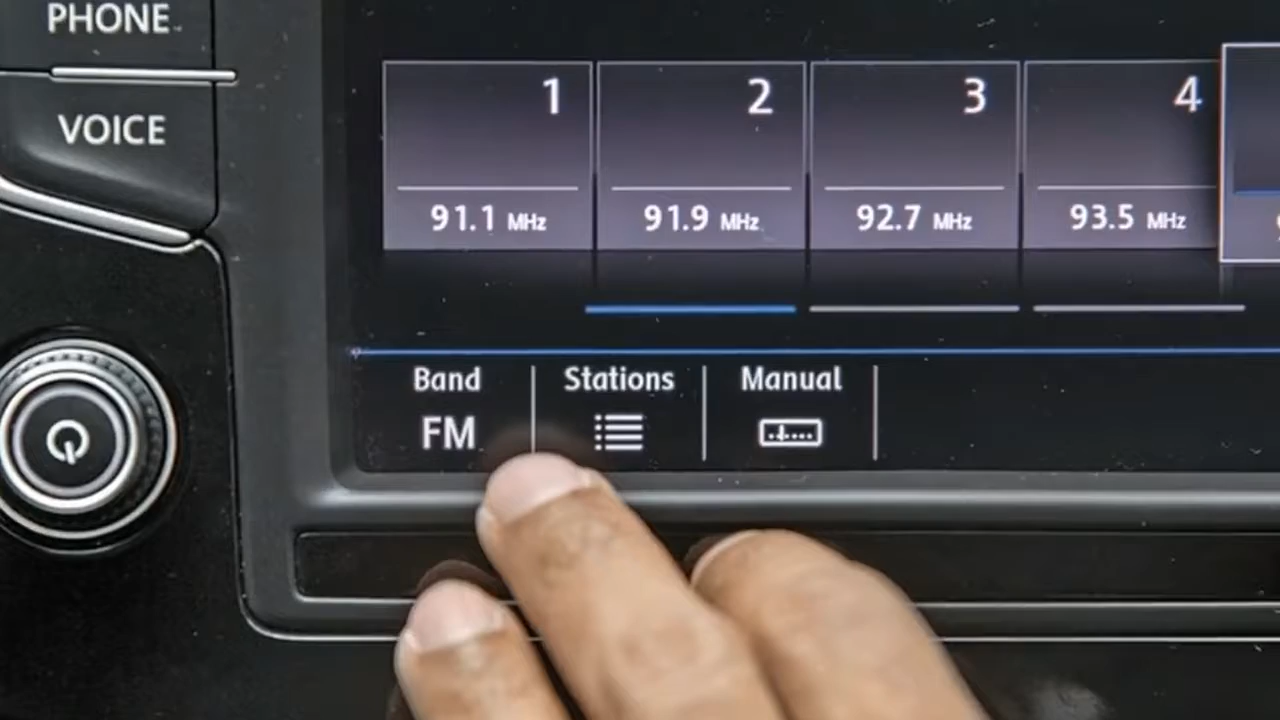 PHONE
VOICE
1 2 3 4
91.1 MHz 91.9 MHz 92.7 MHz 93.5 MHz
Band Stations Manual
FM